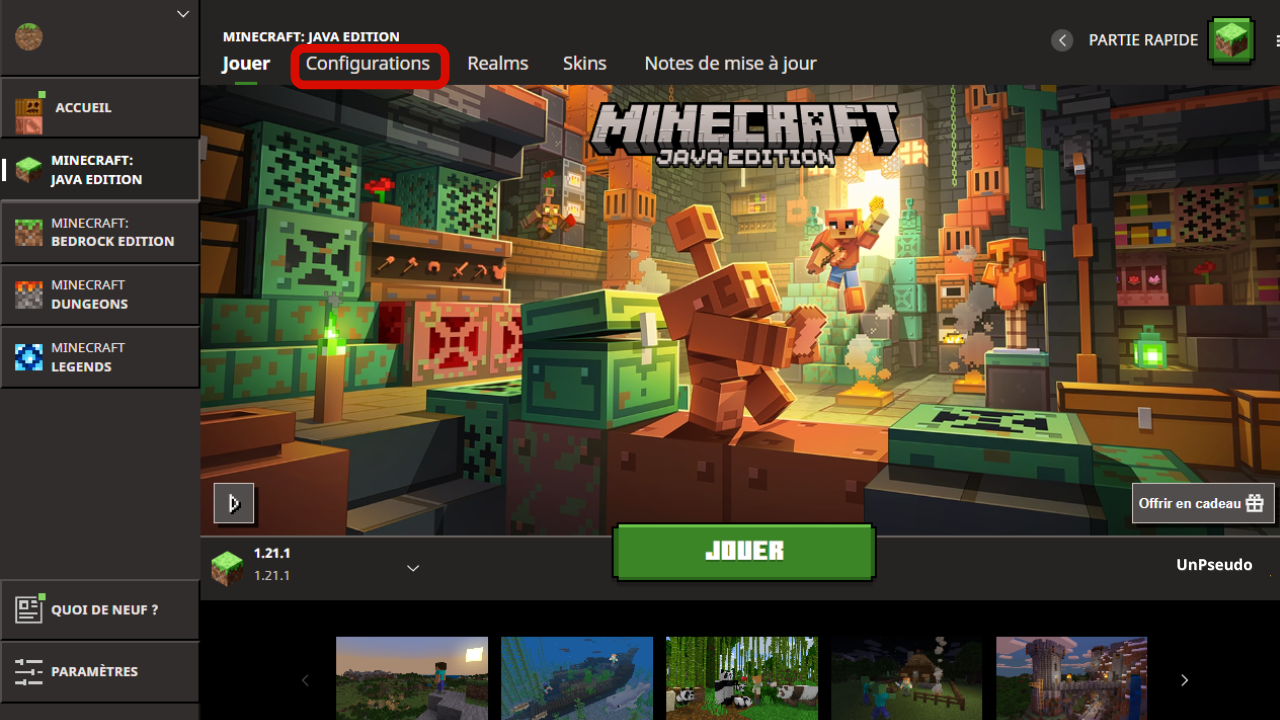 MINECRAFT: JAVA EDITION
Jouer Configurations Realms Skins Notes de mise à jour
PARTIE RAPIDE
ACCUEIL
MINECRAFT:
JAVA EDITION
MINECRAFT:
BEDROCK EDITION
MINECRAFT
DUNGEONS
MINECRAFT
LEGENDS
QUOI DE NEUF ?
PARAMÈTRES
MINECRAFT
JAVA EDITION
Offrir en cadeau
1.21.1
1.21.1
JOUER
UnPseudo